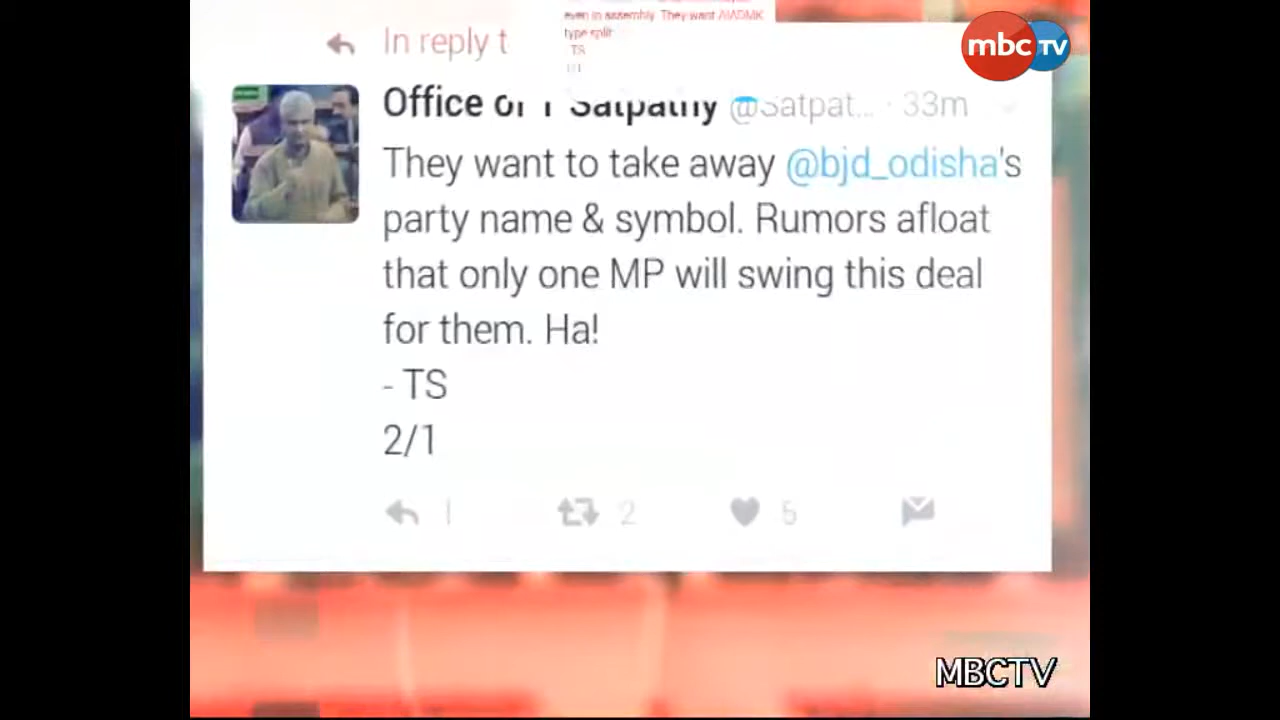 even in assembly. They want AIADMK
type split
- TS
mbc TV
In reply t
Office of T Satpathy @Satpat... · 33m
They want to take away @bjd_odisha's
party name & symbol. Rumors afloat
that only one MP will swing this deal
for them. Ha!
- TS
2/1
1 2 5
MBCTV